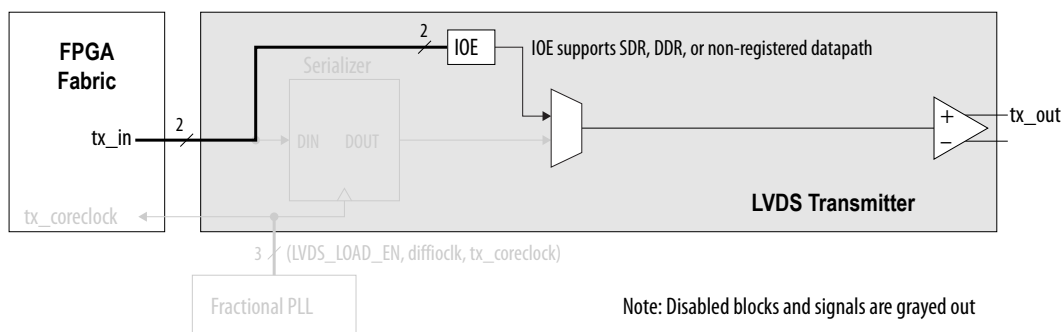 FPGA
Fabric
2
IOE
IOE supports SDR, DDR, or non-registered datapath
Serializer
tx_in
2
DIN
DOUT
+
−
tx_out
LVDS Transmitter
tx_coreclock
3
(LVDS_LOAD_EN, diffioclk, tx_coreclock)
Fractional PLL
Note: Disabled blocks and signals are grayed out